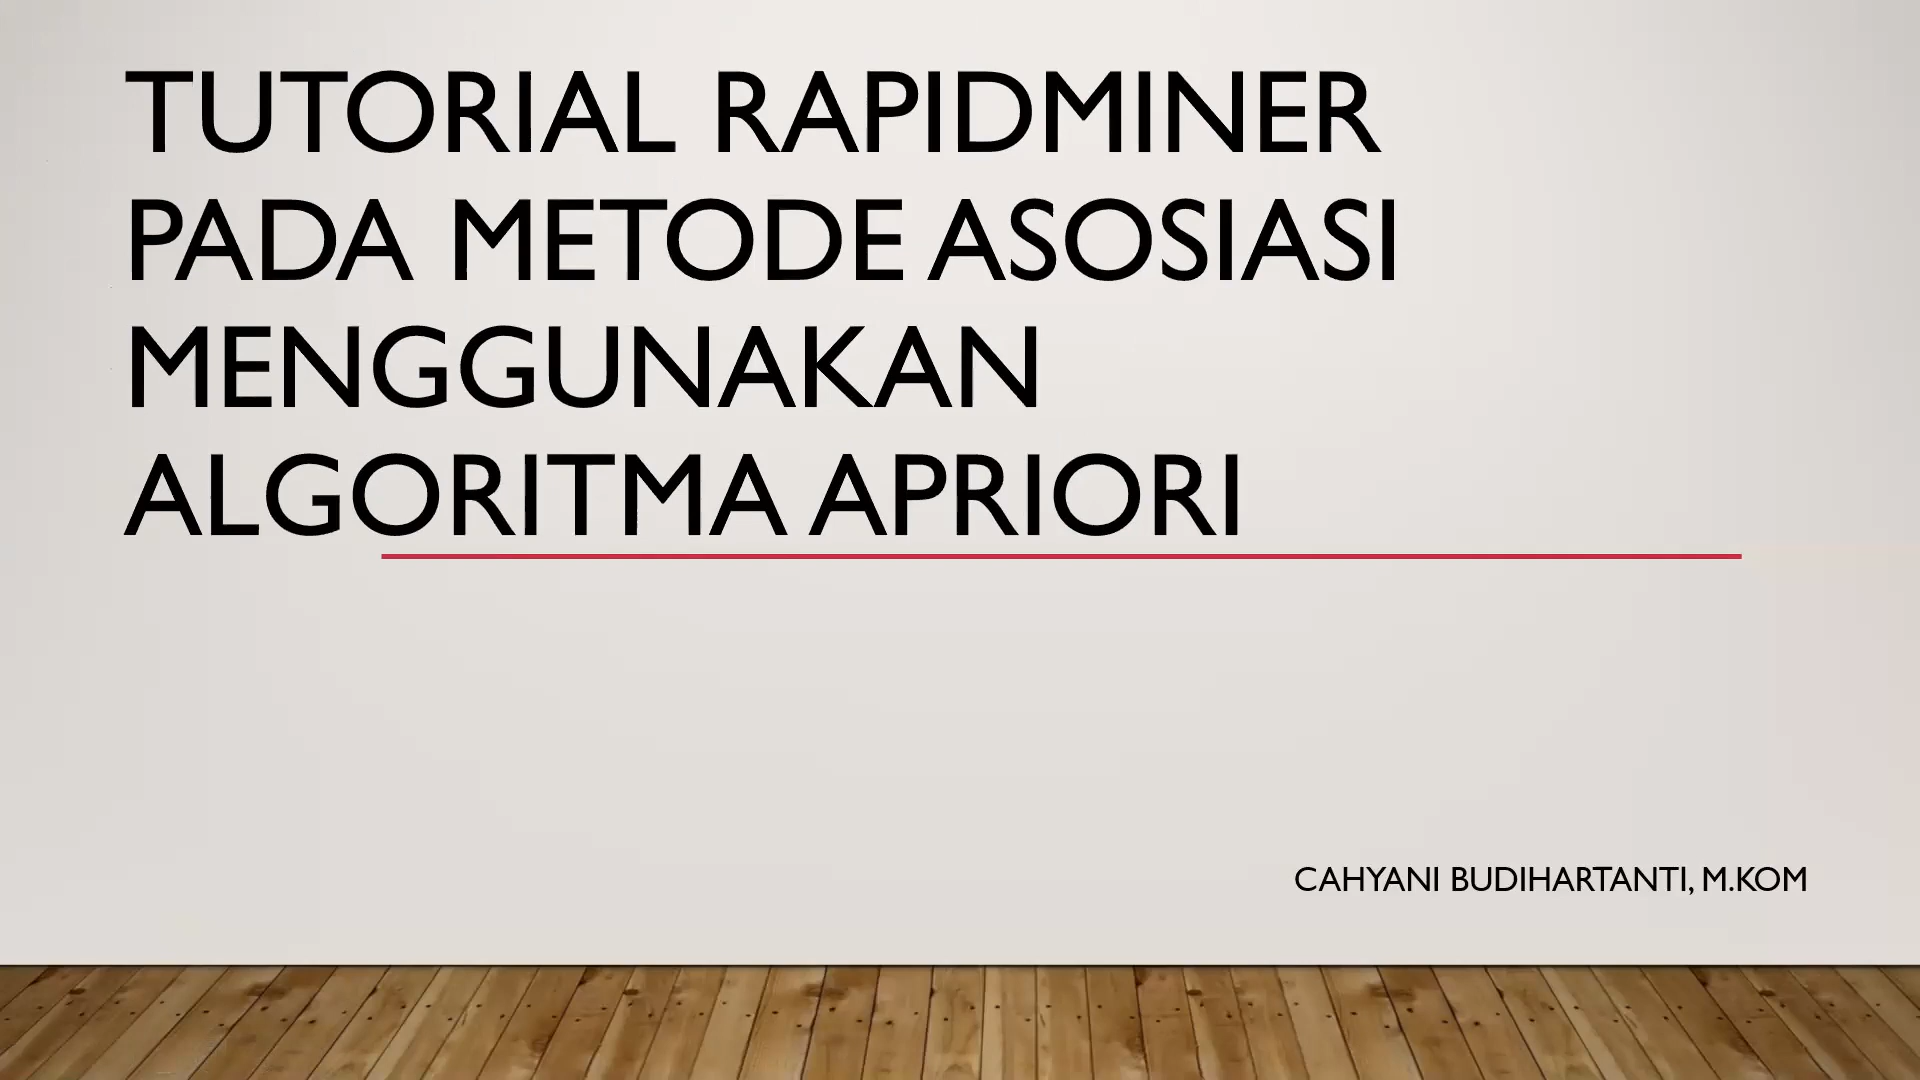 TUTORIAL RAPIDMINER
PADA METODE ASOSIASI
MENGGUNAKAN
ALGORITMA APRIORI
CAHYANI BUDIHARTANTI, M.KOM